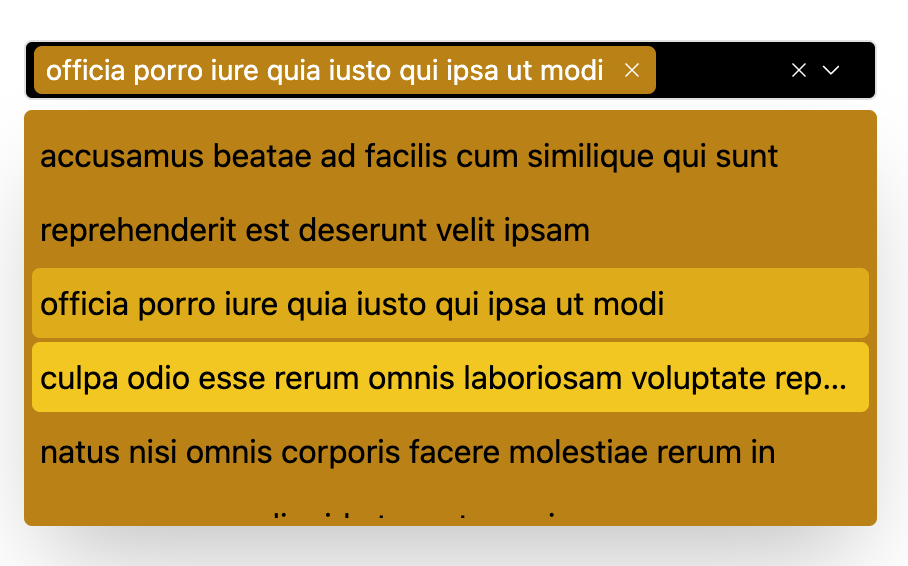 officia porro iure quia iusto qui ipsa ut modi
accusamus beatae ad facilis cum similique qui sunt
reprehenderit est deserunt velit ipsam
officia porro iure quia iusto qui ipsa ut modi
culpa odio esse rerum omnis laboriosam voluptate rep...
natus nisi omnis corporis facere molestiae rerum in